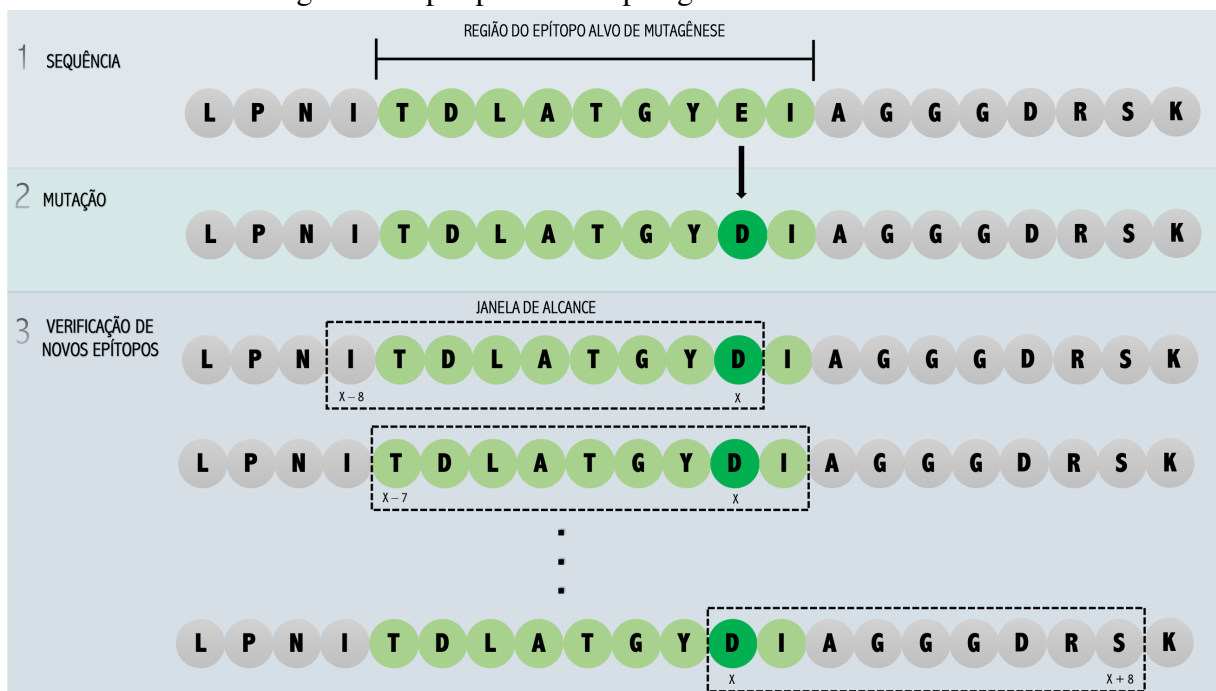 REGIÃO DO EPÍTOPO ALVO DE MUTAGÊNESE
1 SEQUÊNCIA
L P N I T D L A T G Y E I A G G G D R S K
2 MUTAÇÃO
L P N I T D L A T G Y D I A G G G D R S K
JANELA DE ALCANCE
3 VERIFICAÇÃO DE
NOVOS EPÍTOPOS
L P N I T D L A T G Y D I A G G G D R S K
X – 8 X
L P N I T D L A T G Y D I A G G G D R S K
X – 7 X
L P N I T D L A T G Y D I A G G G D R S K
X X + 8